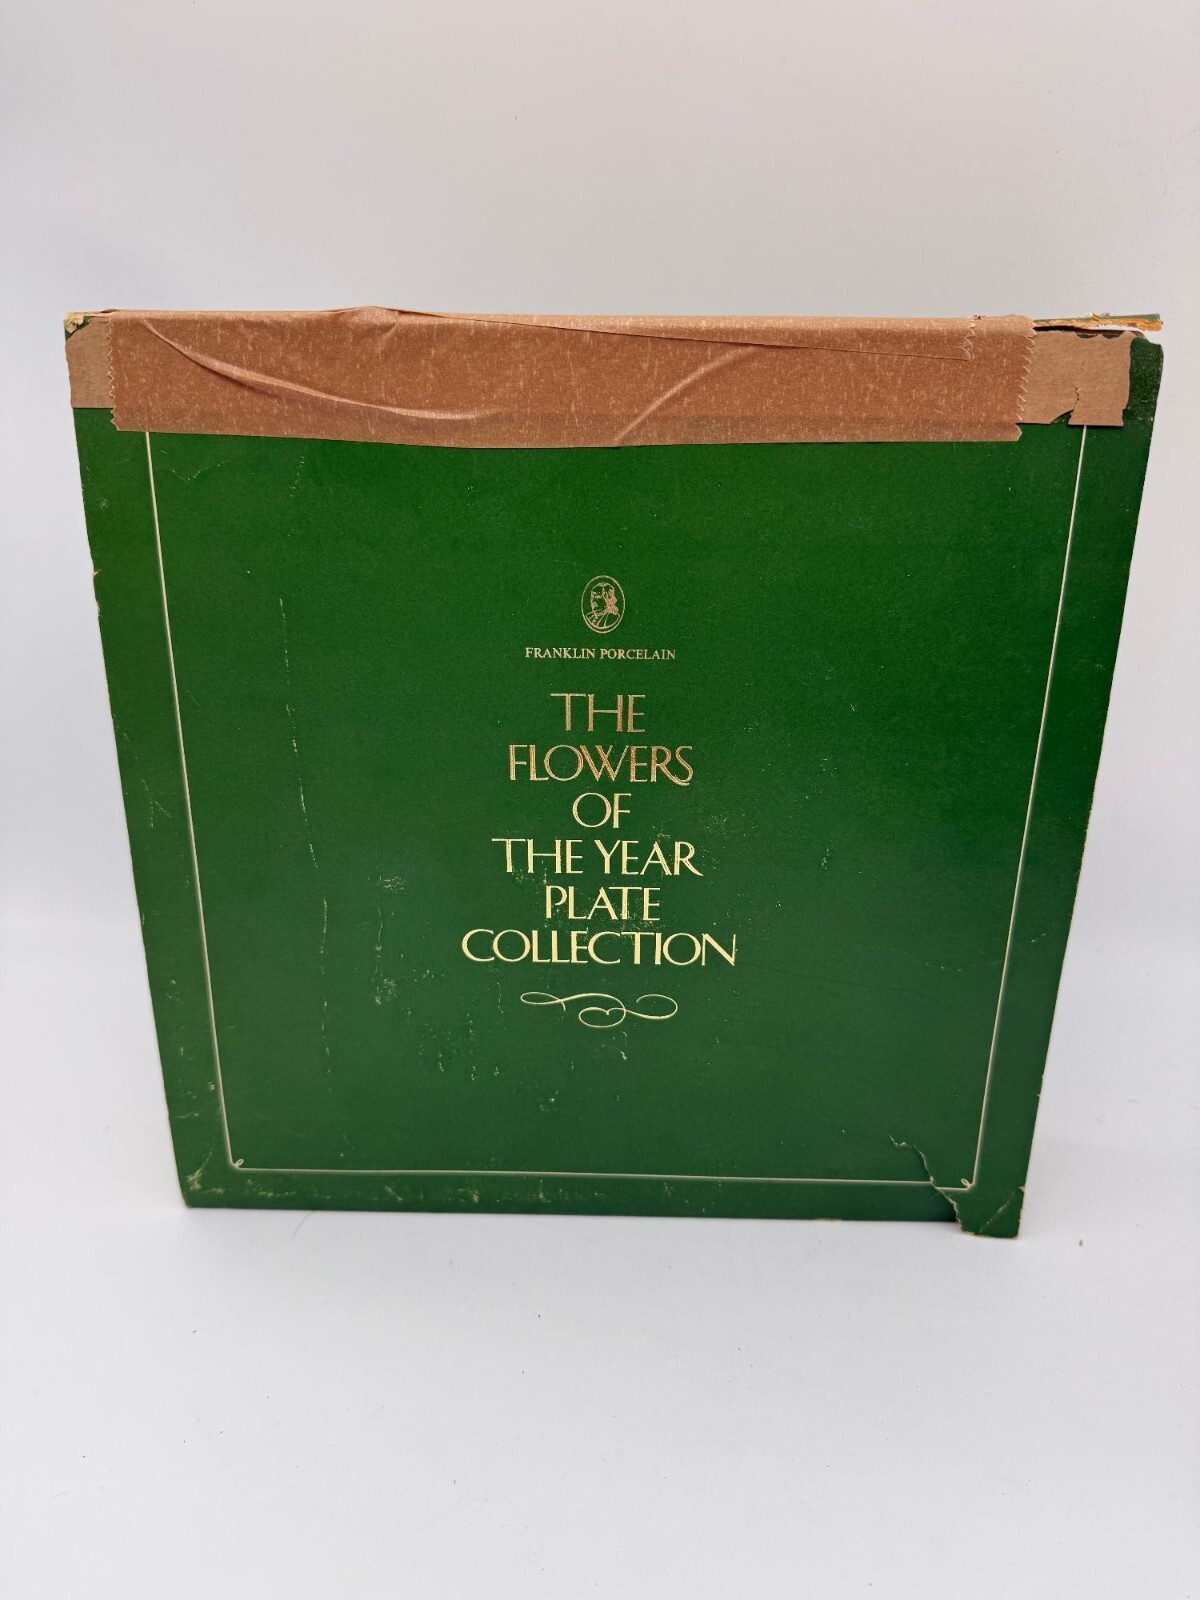 FRANKLIN PORCELAIN
THE
FLOWERS
OF
THE YEAR
PLATE
COLLECTION